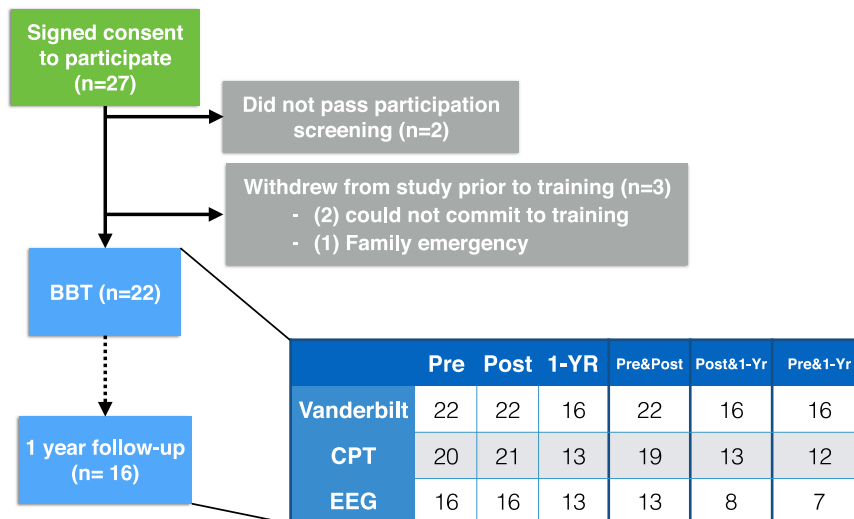 Signed consent
to participate
(n=27)
Did not pass participation
screening (n=2)
Withdrew from study prior to training (n=3)
- (2) could not commit to training
- (1) Family emergency
BBT (n=22)
1 year follow-up
(n= 16)
Pre Post 1-YR Pre&Post Post&1-Yr Pre&1-Yr
Vanderbilt 22 22 16 22 16 16
CPT 20 21 13 19 13 12
EEG 16 16 13 13 8 7